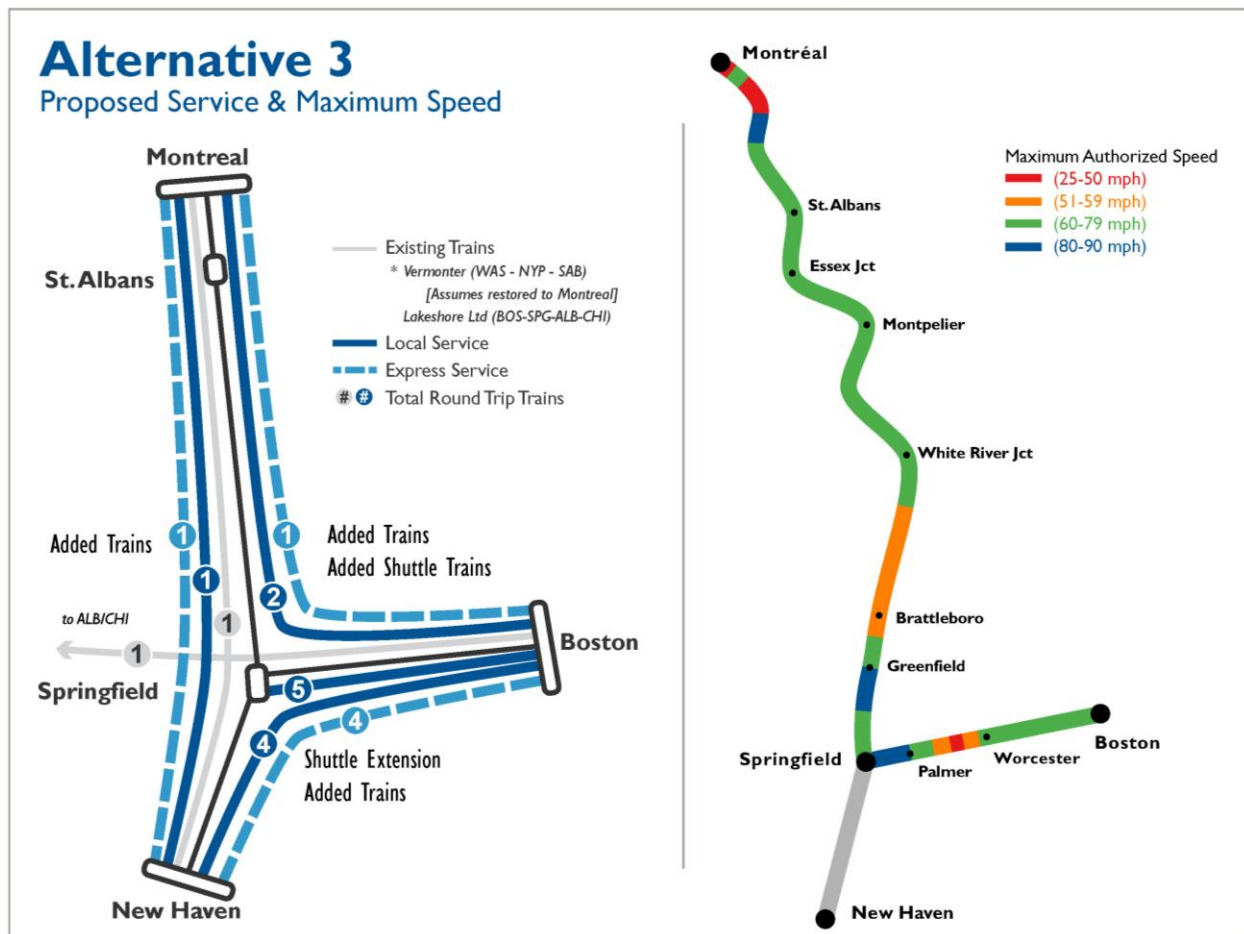 Alternative 3
Proposed Service & Maximum Speed
Montreal
St. Albans
Existing Trains
* Vermonter (WAS - NYP - SAB)
[Assumes restored to Montreal]
Lakeshore Ltd (BOS-SPG-ALB-CHI)
Local Service
Express Service
# # Total Round Trip Trains
Added Trains
1
1
1
2
1
Added Trains
Added Shuttle Trains
to ALB/CHI
1
Springfield
Boston
5
4
4
Shuttle Extension
Added Trains
New Haven
Montréal
Maximum Authorized Speed
(25-50 mph)
(51-59 mph)
(60-79 mph)
(80-90 mph)
St. Albans
Essex Jct
Montpelier
White River Jct
Brattleboro
Greenfield
Springfield
Palmer
Worcester
Boston
New Haven